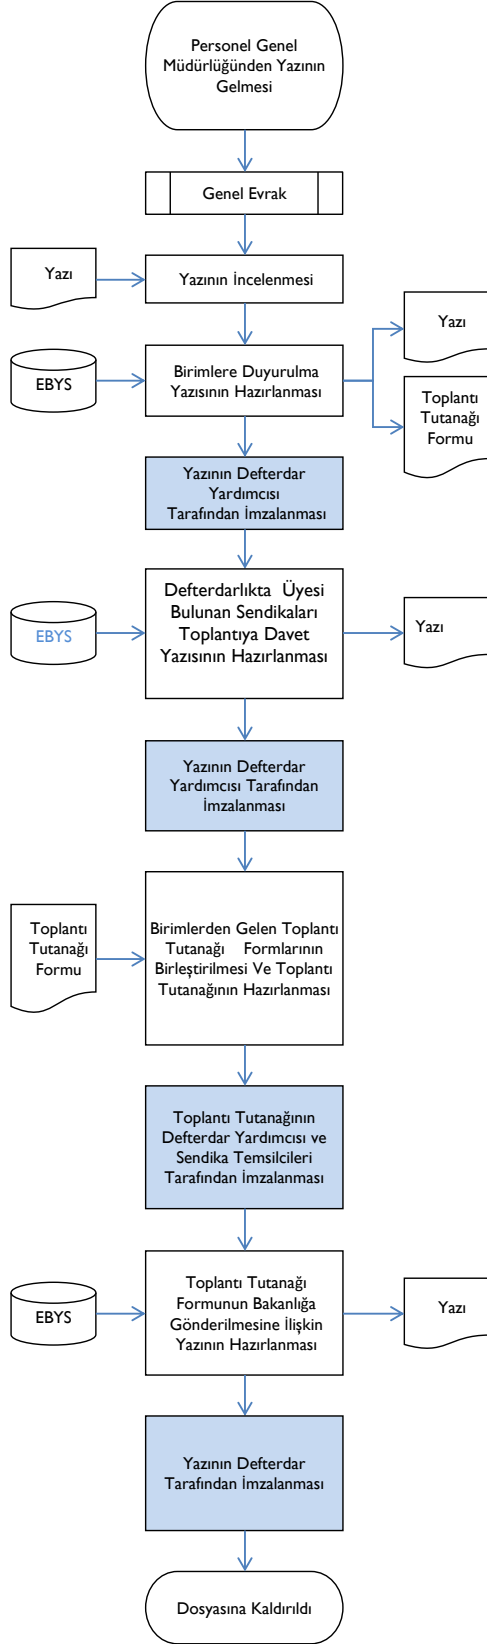 Personel Genel
Müdürlüğünden Yazının
Gelmesi
Genel Evrak
Yazı
Yazının İncelenmesi
Yazı
EBYS
Birimlere Duyurulma
Yazısının Hazırlanması
Toplantı
Tutanağı
Formu
Yazının Defterdar
Yardımcısı
Tarafından İmzalanması
EBYS
Defterdarlıkta Üyesi
Bulunan Sendikaları
Toplantıya Davet
Yazısının Hazırlanması
Yazı
Yazının Defterdar
Yardımcısı Tarafından
İmzalanması
Toplantı
Tutanağı
Formu
Birimlerden Gelen Toplantı
Tutanağı Formlarının
Birleştirilmesi Ve Toplantı
Tutanağının Hazırlanması
Toplantı Tutanağının
Defterdar Yardımcısı ve
Sendika Temsilcileri
Tarafından İmzalanması
EBYS
Toplantı Tutanağı
Formunun Bakanlığa
Gönderilmesine İlişkin
Yazının Hazırlanması
Yazı
Yazının Defterdar
Tarafından İmzalanması
Dosyasına Kaldırıldı